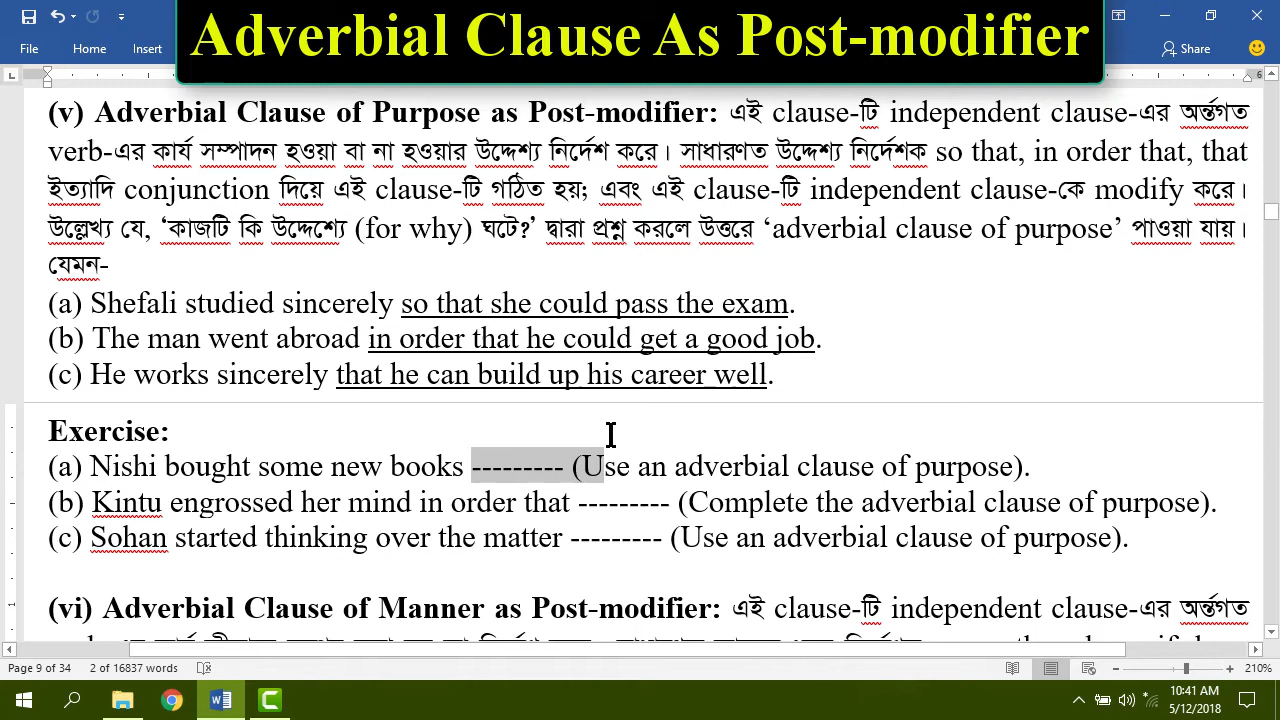 Adverbial Clause As Post-modifier
File Home Insert Share
6
(v) Adverbial Clause of Purpose as Post-modifier: এই clause-টি independent clause-এর অর্ন্তগত
verb-এর কার্য সম্পাদন হওয়া বা না হওয়ার উদ্দেশ্য নির্দেশ করে। সাধারণত উদ্দেশ্য নির্দেশক so that, in order that, that
ইত্যাদি conjunction দিয়ে এই clause-টি গঠিত হয়; এবং এই clause-টি independent clause-কে modify করে।
উল্লেখ্য যে, ‘কাজটি কি উদ্দেশ্যে (for why) ঘটে?’ দ্বারা প্রশ্ন করলে উত্তরে ‘adverbial clause of purpose’ পাওয়া যায়।
যেমন-
(a) Shefali studied sincerely so that she could pass the exam.
(b) The man went abroad in order that he could get a good job.
(c) He works sincerely that he can build up his career well.
Exercise:
(a) Nishi bought some new books --------- (Use an adverbial clause of purpose).
(b) Kintu engrossed her mind in order that --------- (Complete the adverbial clause of purpose).
(c) Sohan started thinking over the matter --------- (Use an adverbial clause of purpose).
(vi) Adverbial Clause of Manner as Post-modifier: এই clause-টি independent clause-এর অর্ন্তগত
Page 9 of 34 2 of 16837 words 210%
10:41 AM
5/12/2018